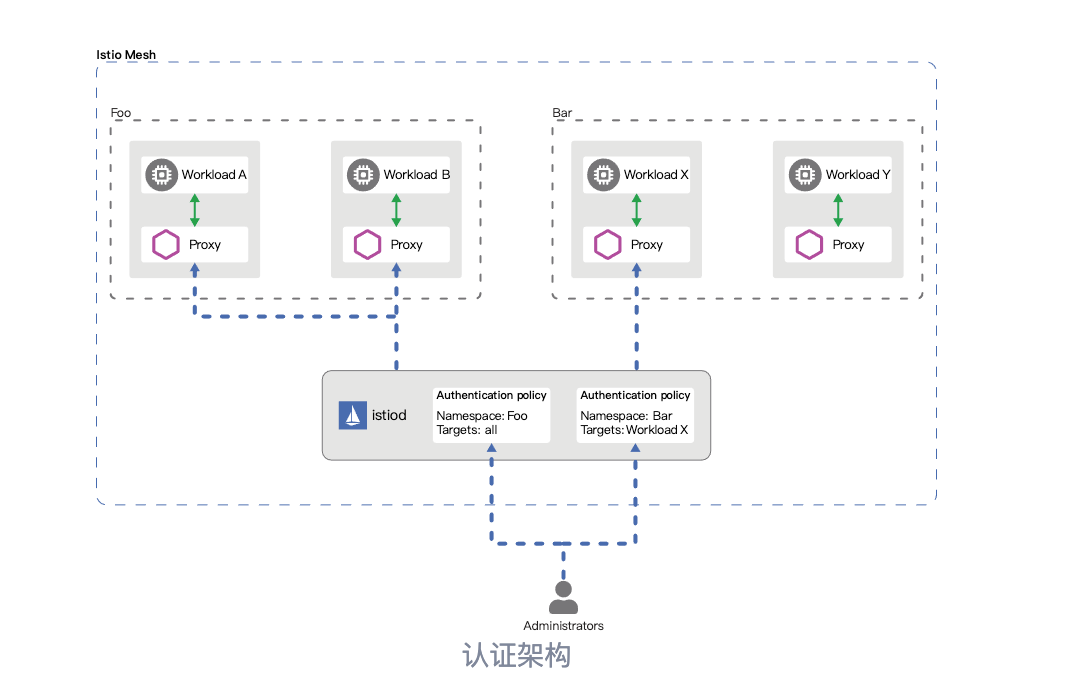 Istio Mesh
Foo
Bar
Workload A
Workload B
Workload X
Workload Y
Proxy
Proxy
Proxy
Proxy
istiod
Authentication policy
Namespace: Foo
Targets: all
Authentication policy
Namespace: Bar
Targets: Workload X
Administrators
认证架构